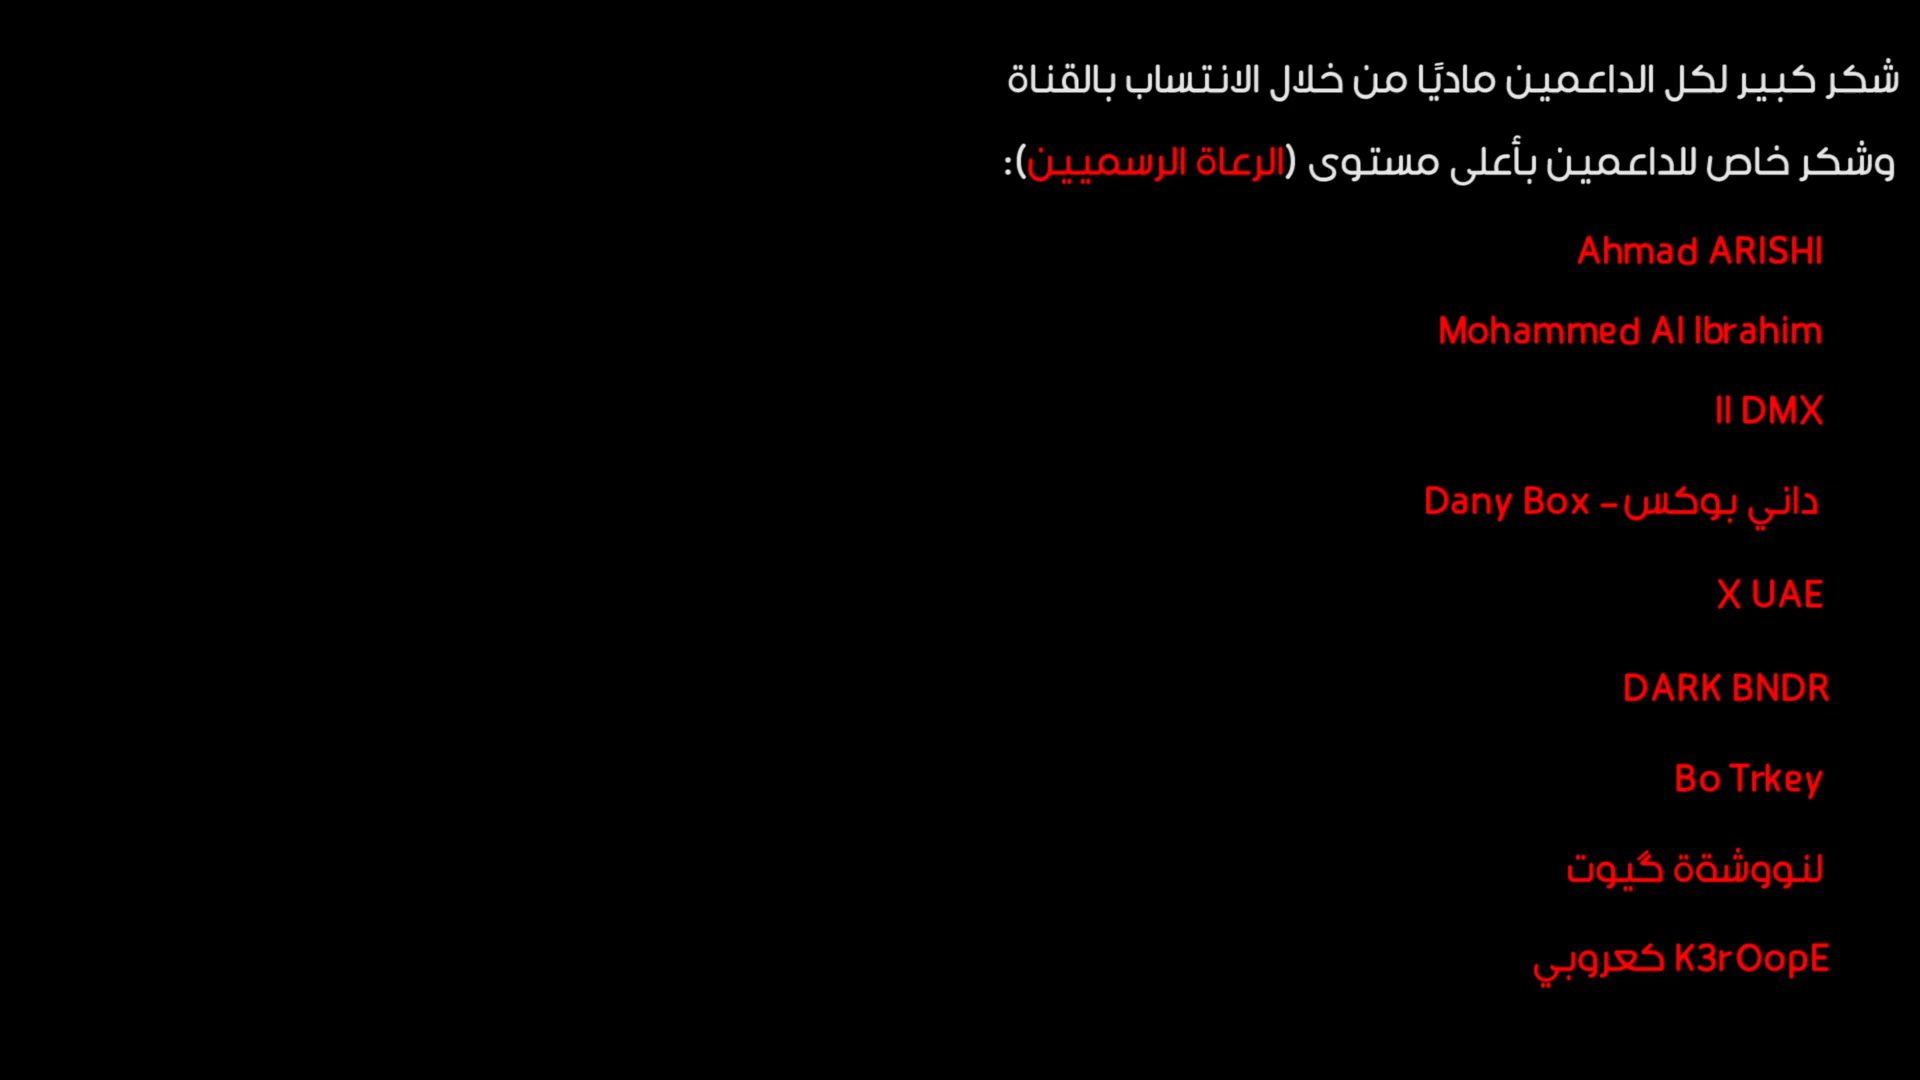 شكر كبير لكل الداعمين ماديًا من خلال الانتساب بالقناة
وشكر خاص للداعمين بأعلى مستوى (الرعاة الرسميين):
Ahmad ARISHI
Mohammed Al Ibrahim
II DMX
داني بوكس - Dany Box
X UAE
DARK BNDR
Bo Trkey
لنووشقة گيوت
K3rOopE كعروبي